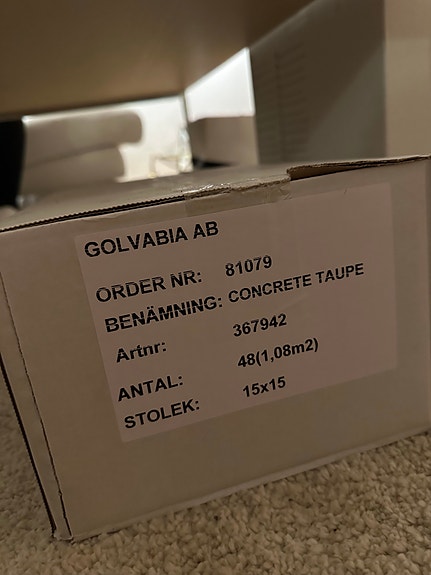 GOLVABIA AB
ORDER NR: 81079
BENÄMNING: CONCRETE TAUPE
Artnr: 367942
ANTAL: 48(1,08m2)
STOLEK: 15x15